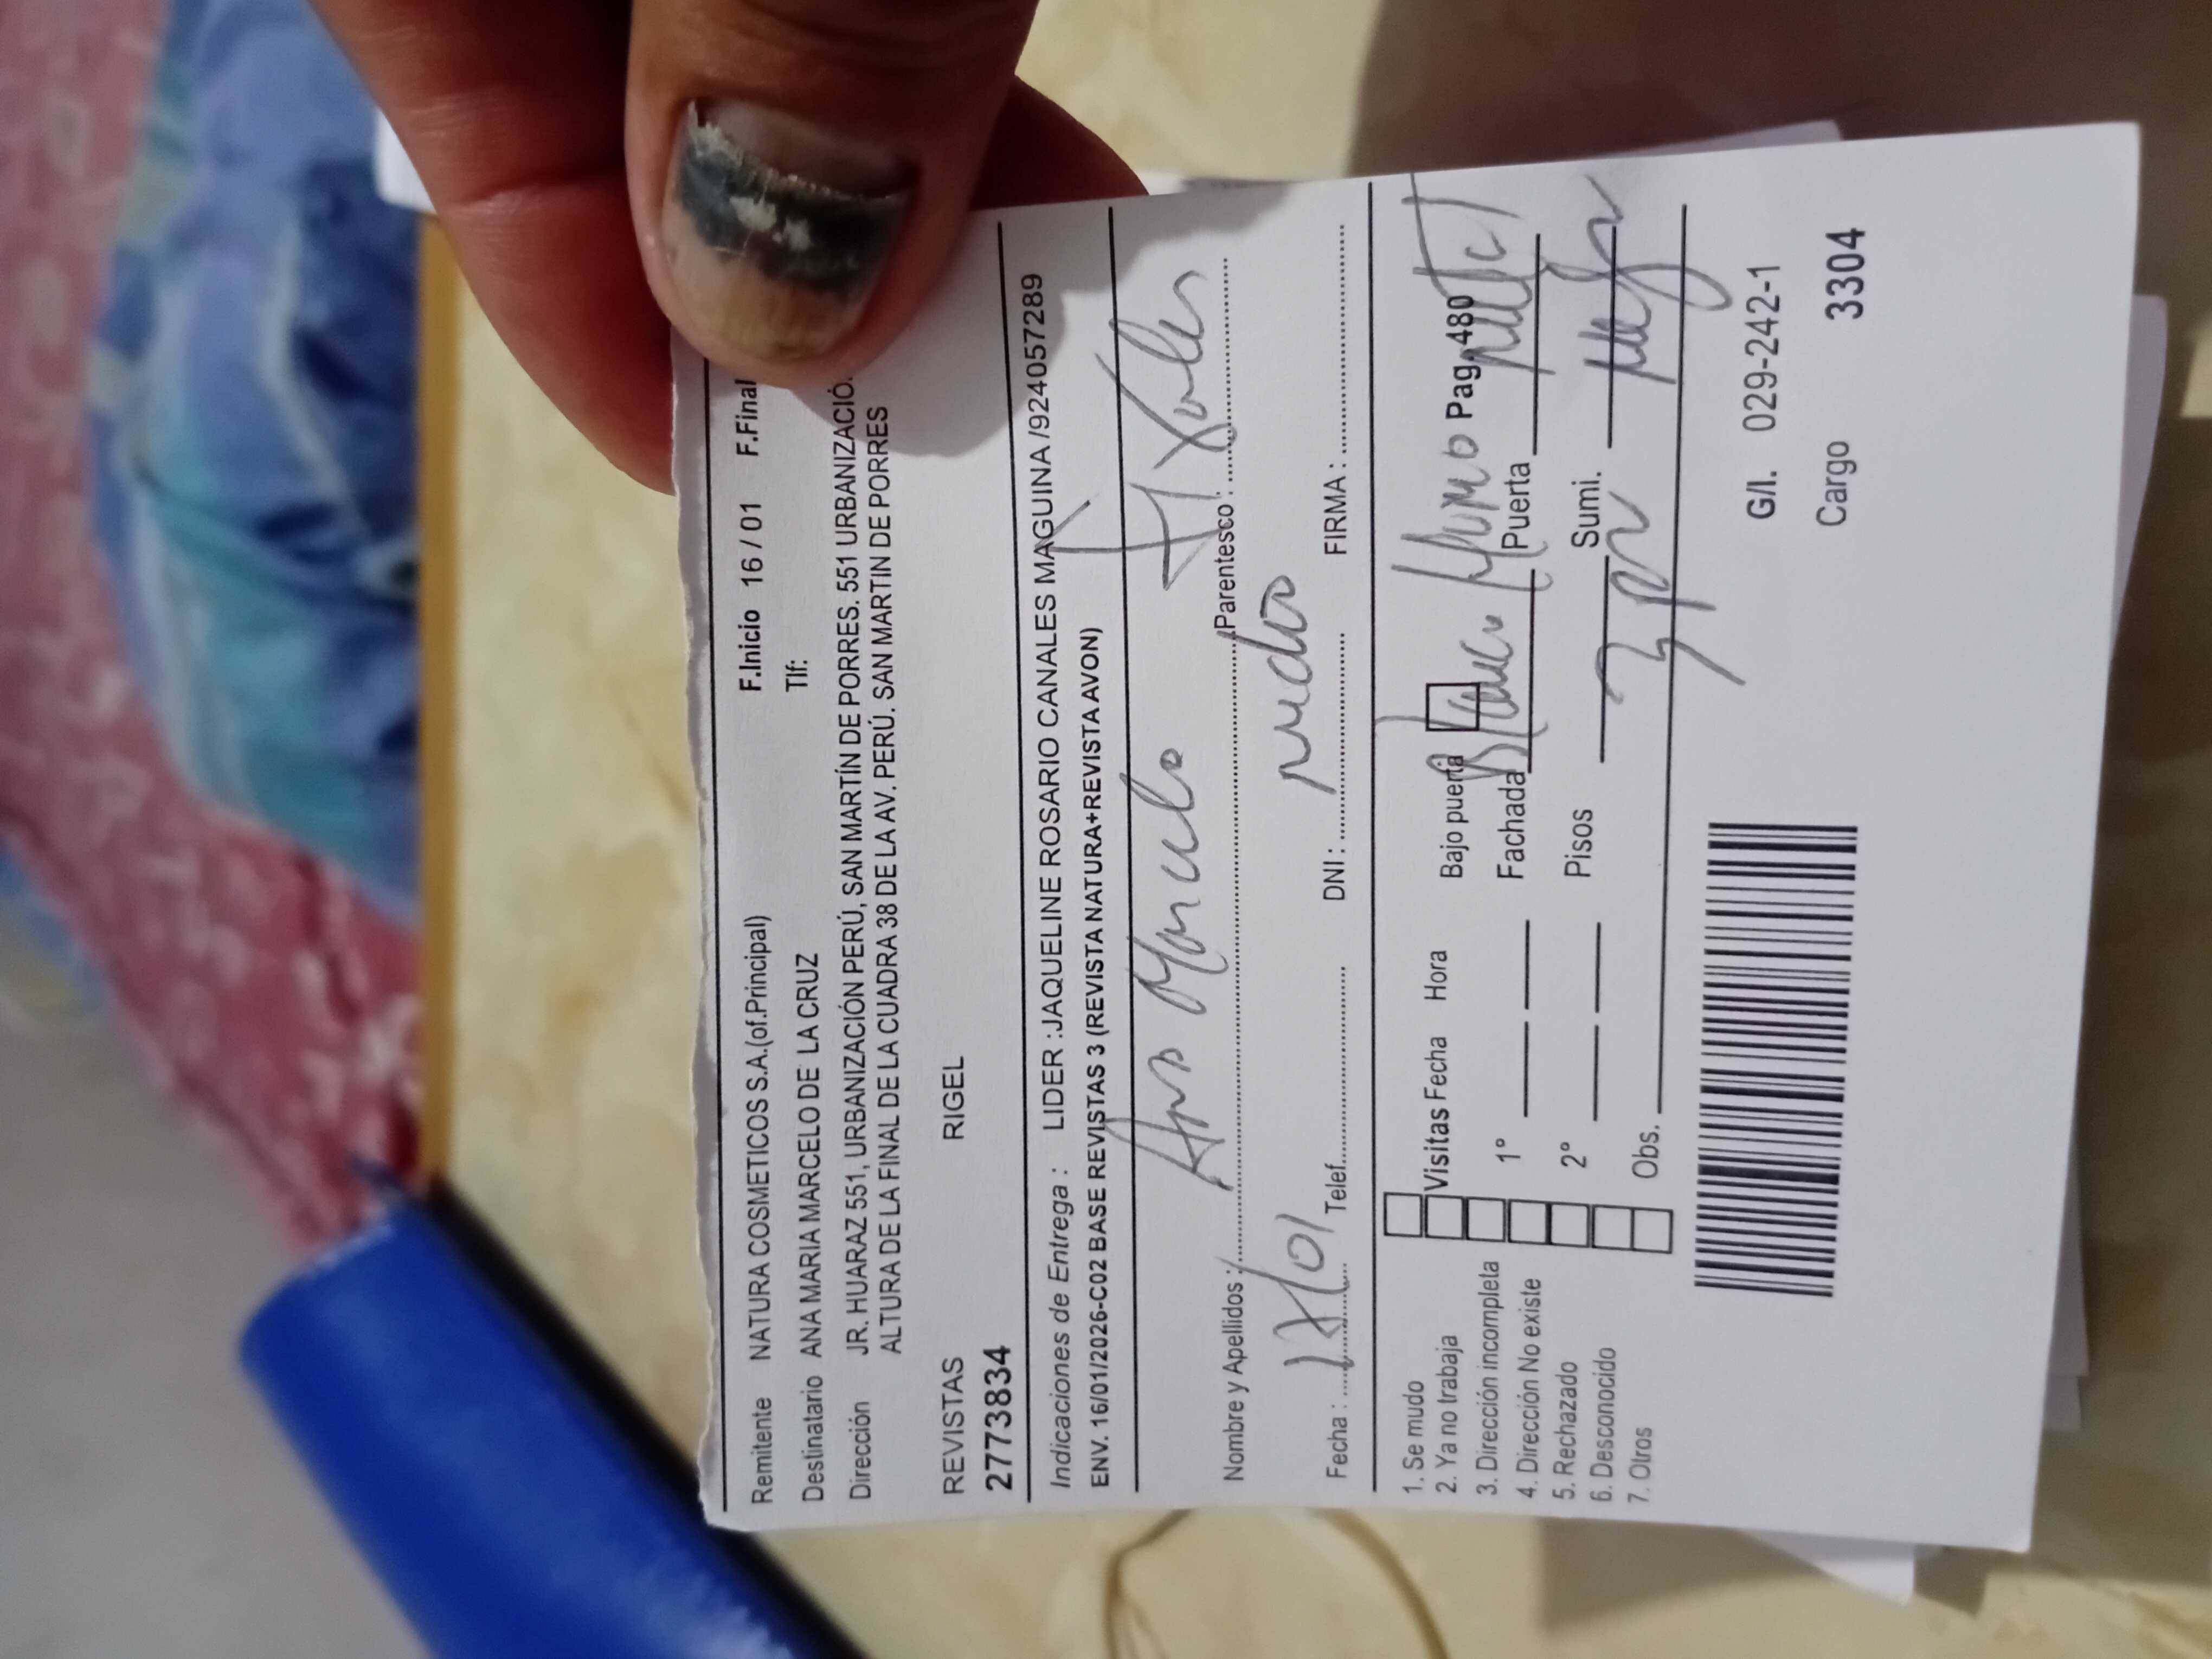 F.Inicio 16 / 01 F.Final
Remitente NATURA COSMETICOS S.A.(of.Principal)
Tlf:
Destinatario ANA MARIA MARCELO DE LA CRUZ
Dirección JR. HUARAZ 551, URBANIZACIÓN PERÚ, SAN MARTÍN DE PORRES. 551 URBANIZACIÓ.
ALTURA DE LA FINAL DE LA CUADRA 38 DE LA AV. PERÚ. SAN MARTIN DE PORRES
REVISTAS RIGEL
2773834
Indicaciones de Entrega : LIDER :JAQUELINE ROSARIO CANALES MAGUINA /924057289
ENV. 16/01/2026-C02 BASE REVISTAS 3 (REVISTA NATURA+REVISTA AVON)
Nombre y Apellidos : Ana Marcelo Parentesco :
Fecha : 17/01 Telef. DNI : FIRMA :
1. Se mudo
2. Ya no trabaja Visitas Fecha Hora Bajo puerta Pag.480
3. Dirección incompleta
4. Dirección No existe 1° Fachada Blanco Puerta
5. Rechazado 2° Pisos 3 Sumi.
6. Desconocido
7. Otros Obs.
G/I. 029-242-1
Cargo 3304